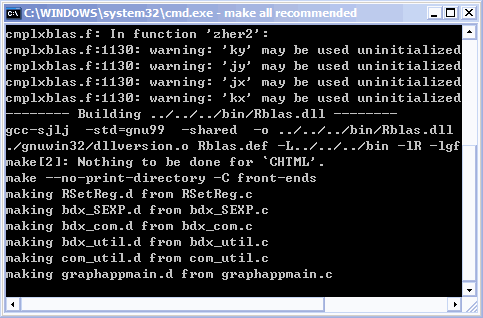 C:\WINDOWS\system32\cmd.exe - make all recommended
cmplxblas.f: In function 'zher2':
cmplxblas.f:1130: warning: 'ky' may be used uninitialized
cmplxblas.f:1130: warning: 'jy' may be used uninitialized
cmplxblas.f:1130: warning: 'jx' may be used uninitialized
cmplxblas.f:1130: warning: 'kx' may be used uninitialized
-------- Building ../../../bin/Rblas.dll --------
gcc-sjlj  -std=gnu99  -shared  -o ../../../bin/Rblas.dll
./gnuwin32/dllversion.o Rblas.def -L../../../bin -lR -lgf
make[2]: Nothing to be done for `CHTML'.
make --no-print-directory -C front-ends
making RSetReg.d from RSetReg.c
making bdx_SEXP.d from bdx_SEXP.c
making bdx_com.d from bdx_com.c
making bdx_util.d from bdx_util.c
making com_util.d from com_util.c
making graphappmain.d from graphappmain.c